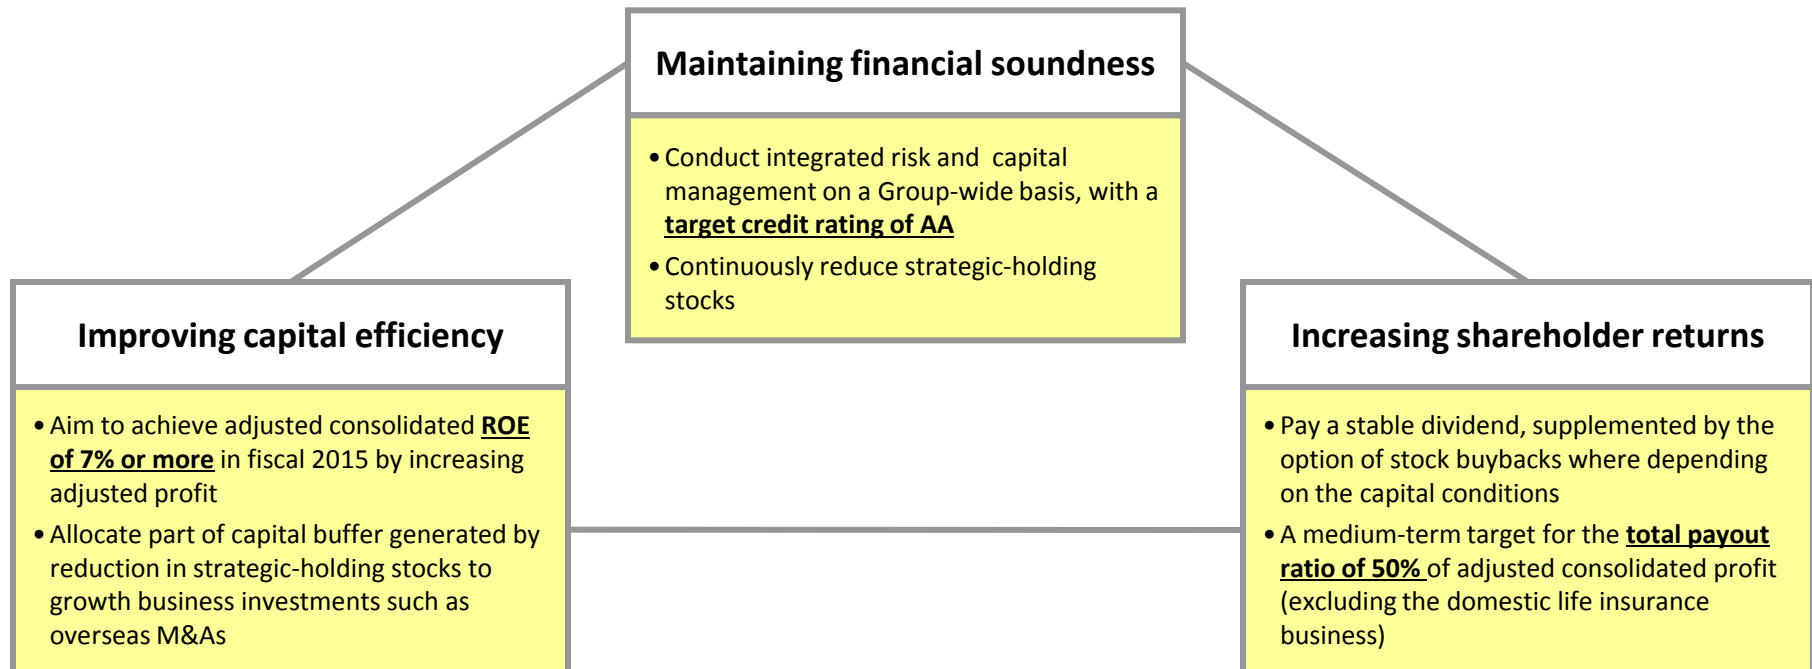 Maintaining financial soundness
• Conduct integrated risk and  capital
management on a Group-wide basis, with a
target credit rating of AA
• Continuously reduce strategic-holding
stocks
Improving capital efficiency
• Aim to achieve adjusted consolidated ROE
of 7% or more in fiscal 2015 by increasing
adjusted profit
• Allocate part of capital buffer generated by
reduction in strategic-holding stocks to
growth business investments such as
overseas M&As
Increasing shareholder returns
• Pay a stable dividend, supplemented by the
option of stock buybacks where depending
on the capital conditions
• A medium-term target for the total payout
ratio of 50% of adjusted consolidated profit
(excluding the domestic life insurance
business)